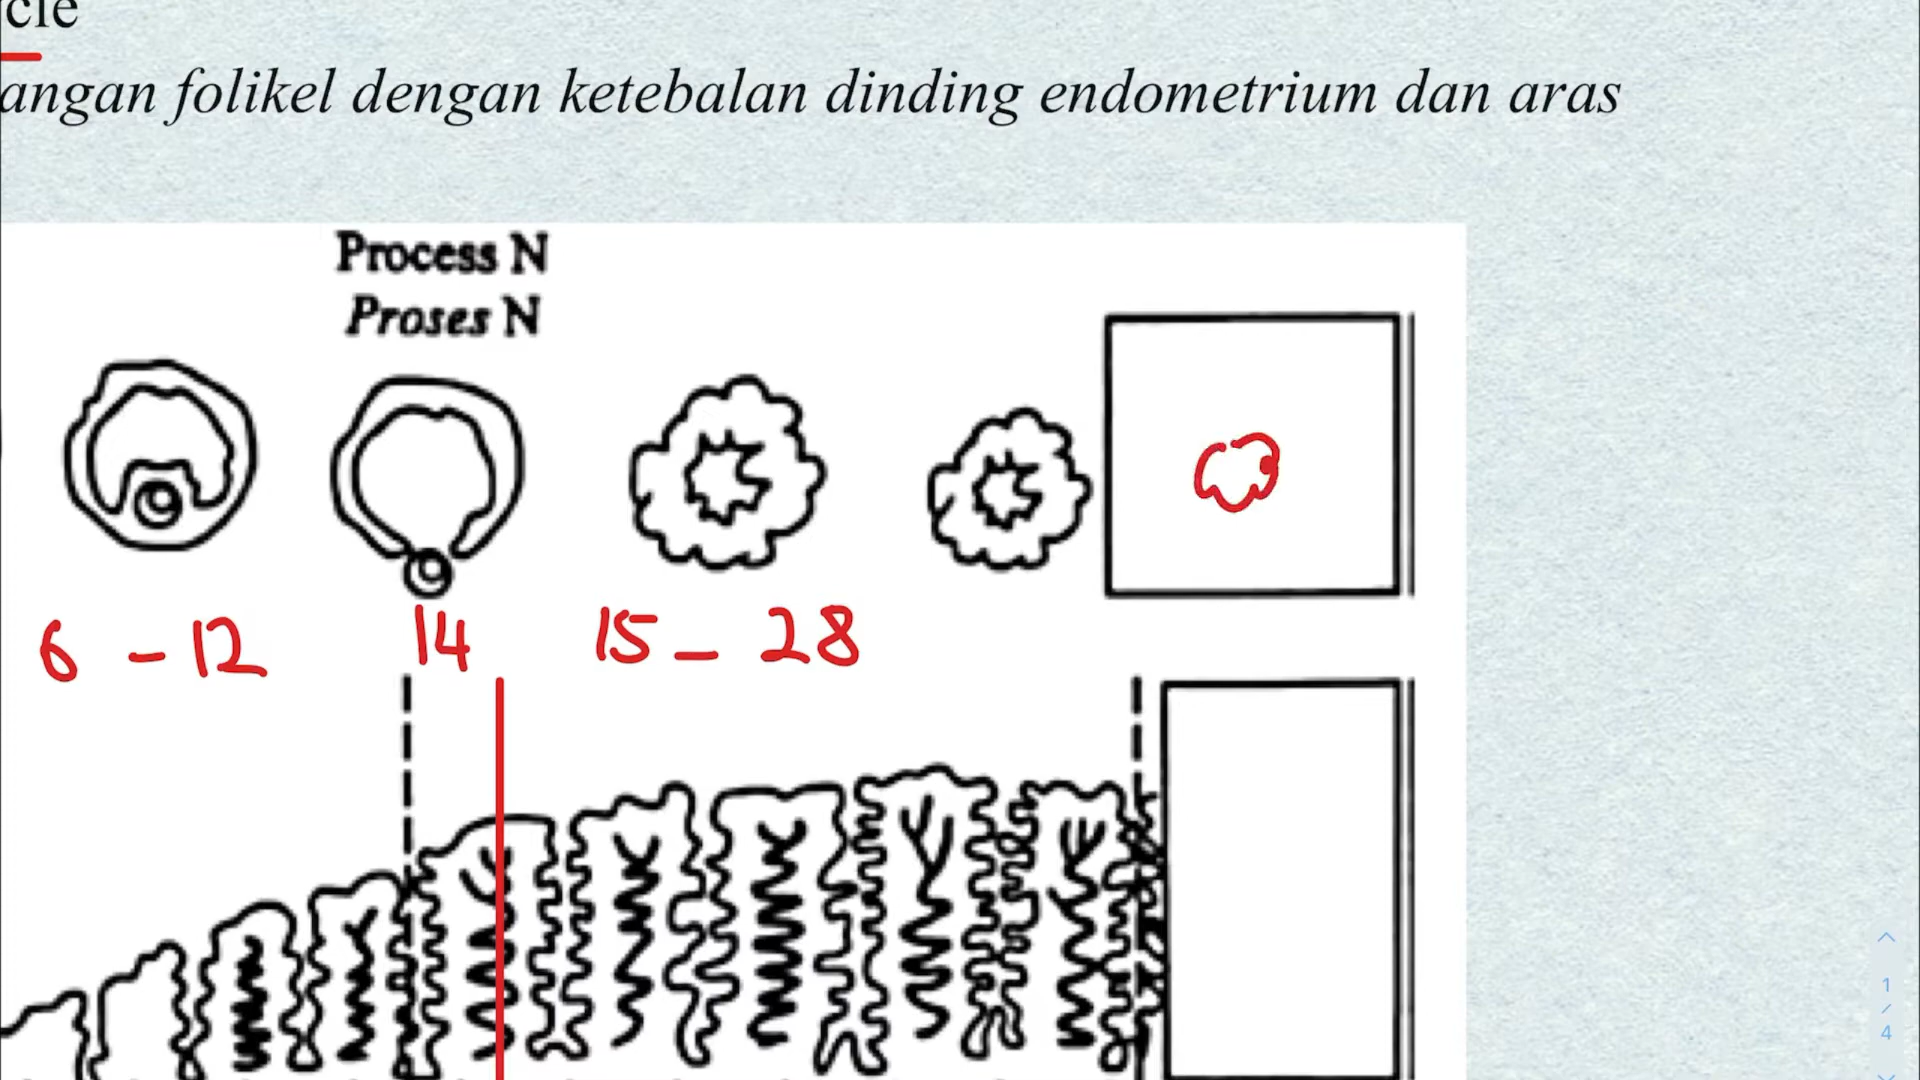 cle
angan folikel dengan ketebalan dinding endometrium dan aras
Process N
Proses N
6 - 12
14
15 - 28
1
/
4